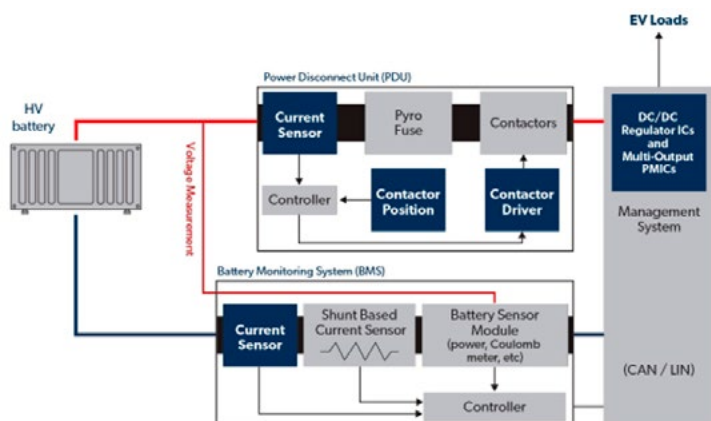 EV Loads
Power Disconnect Unit (PDU)
HV
battery
Current
Sensor
Pyro
Fuse
Contactors
DC/DC
Regulator ICs
and
Multi-Output
PMICs
Voltage Measurement
Controller
Contactor
Position
Contactor
Driver
Management
System
Battery Monitoring System (BMS)
Current
Sensor
Shunt Based
Current Sensor
Battery Sensor
Module
(power, Coulomb
meter, etc)
(CAN / LIN)
Controller